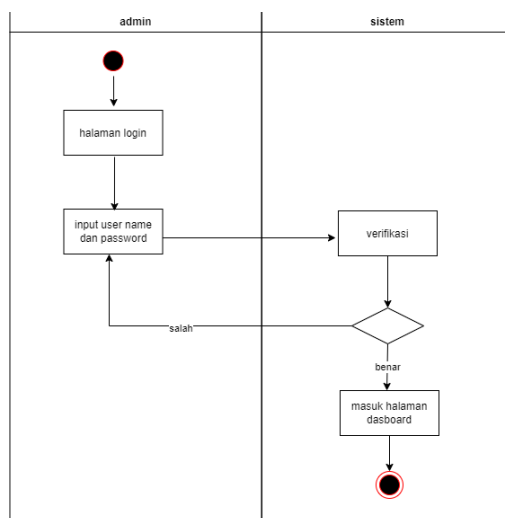 admin
sistem
halaman login
input user name
dan password
verifikasi
salah
benar
masuk halaman
dasboard